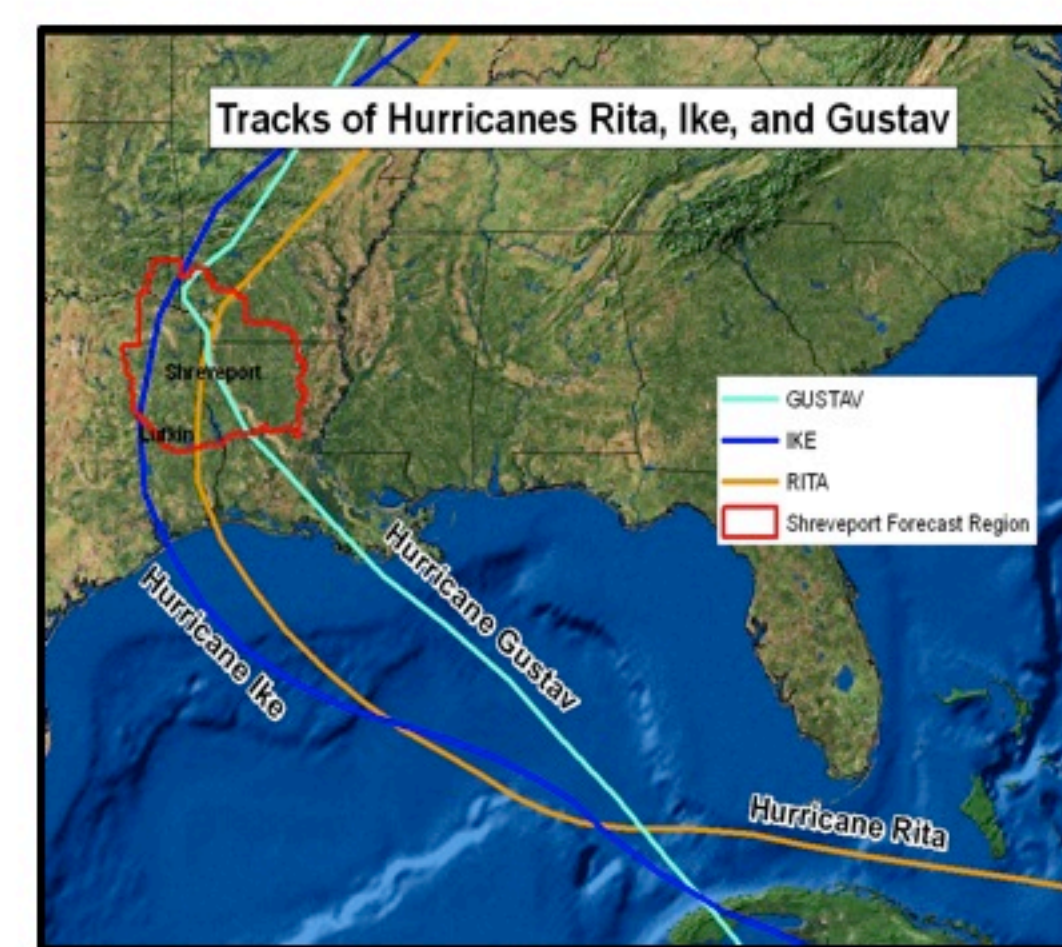 Tracks of Hurricanes Rita, Ike, and Gustav
Shreveport
Lufkin
GUSTAV
IKE
RITA
Shreveport Forecast Region
Hurricane Gustav
Hurricane Ike
Hurricane Rita